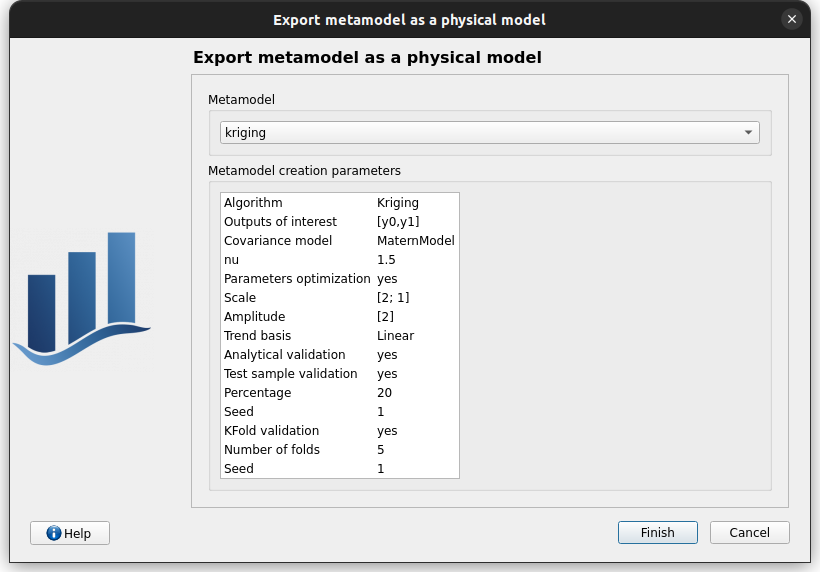 Export metamodel as a physical model
Export metamodel as a physical model
Metamodel
kriging
Metamodel creation parameters
Algorithm Kriging
Outputs of interest [y0,y1]
Covariance model MaternModel
nu 1.5
Parameters optimization yes
Scale [2; 1]
Amplitude [2]
Trend basis Linear
Analytical validation yes
Test sample validation yes
Percentage 20
Seed 1
KFold validation yes
Number of folds 5
Seed 1
Help Finish Cancel